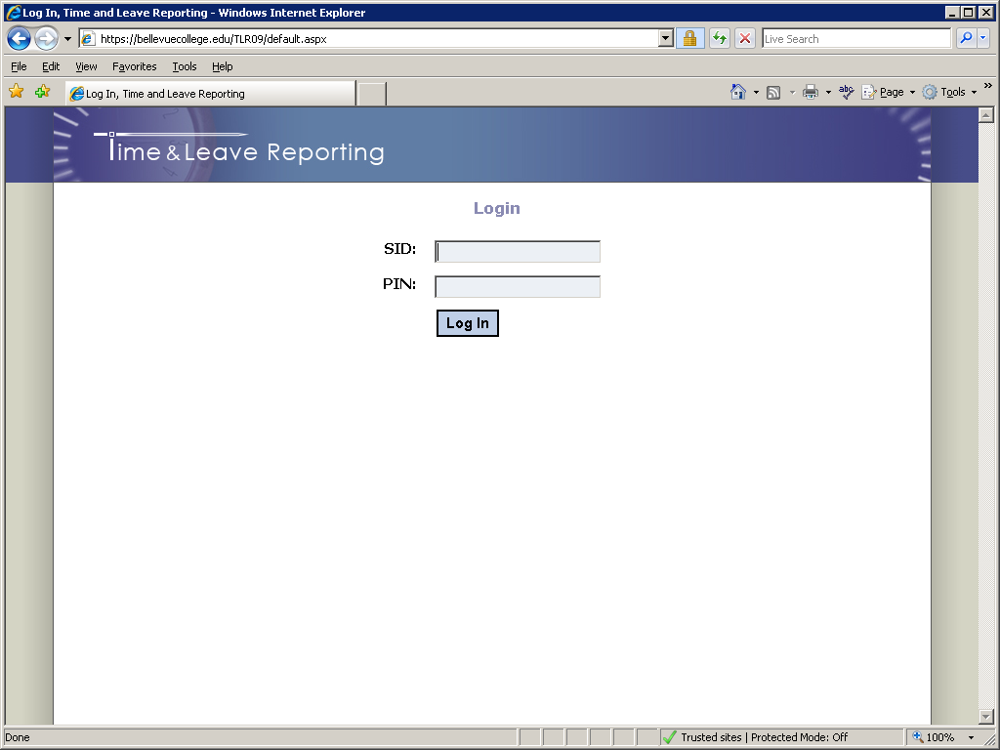 Log In, Time and Leave Reporting - Windows Internet Explorer
https://bellevuecollege.edu/TLR09/default.aspx
Live Search
File Edit View Favorites Tools Help
Log In, Time and Leave Reporting
abc
Page
Tools
»
Time & Leave Reporting
Login
SID:
PIN:
Log In
Done
Trusted sites | Protected Mode: Off
100%